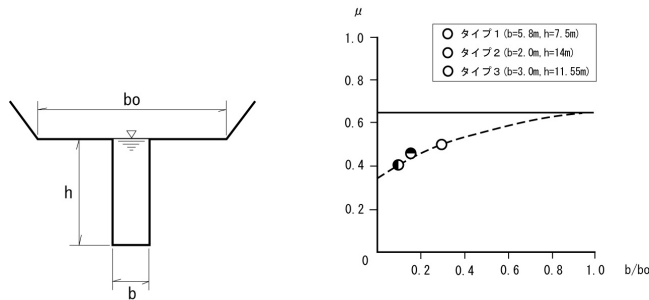 bo
h
b
μ
1.0
0.8
0.6
0.4
0.2
0
0.2 0.4 0.6 0.8 1.0 b/bo
タイプ1(b=5.8m, h=7.5m)
タイプ2(b=2.0m, h=14m)
タイプ3(b=3.0m, h=11.55m)